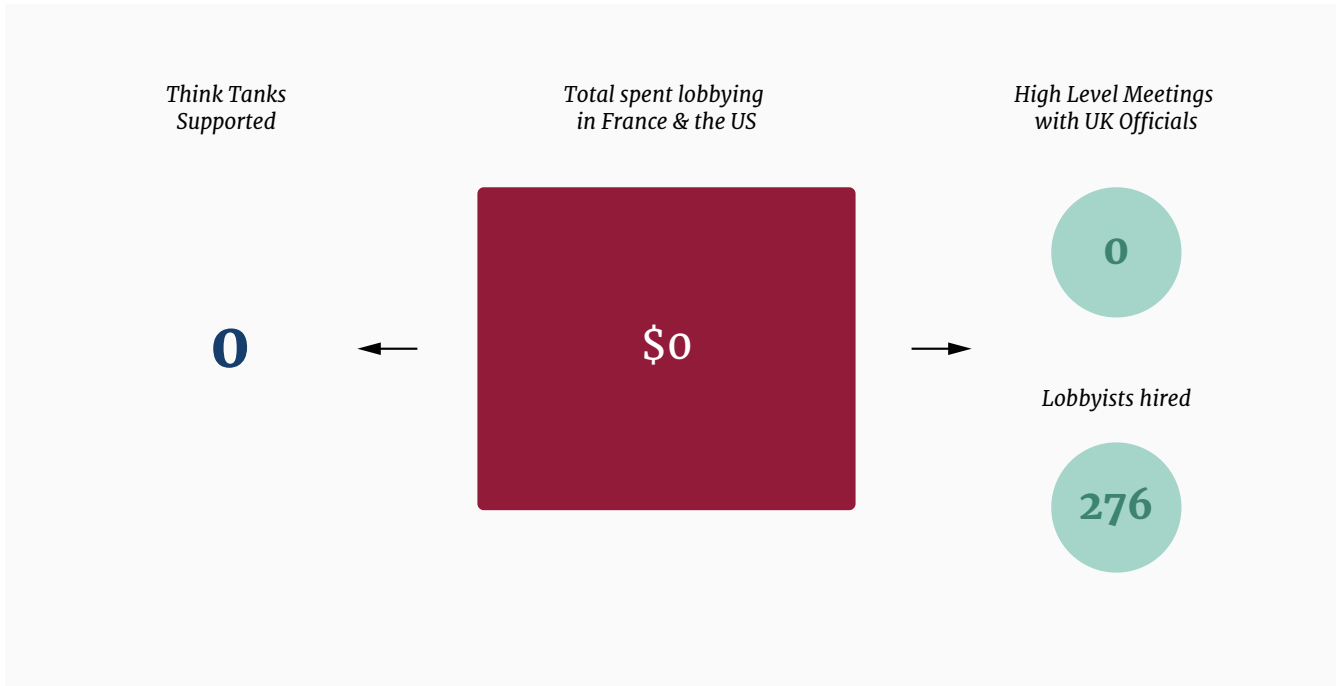 Think Tanks
Supported
0
Total spent lobbying
in France & the US
$0
High Level Meetings
with UK Officials
0
Lobbyists hired
276